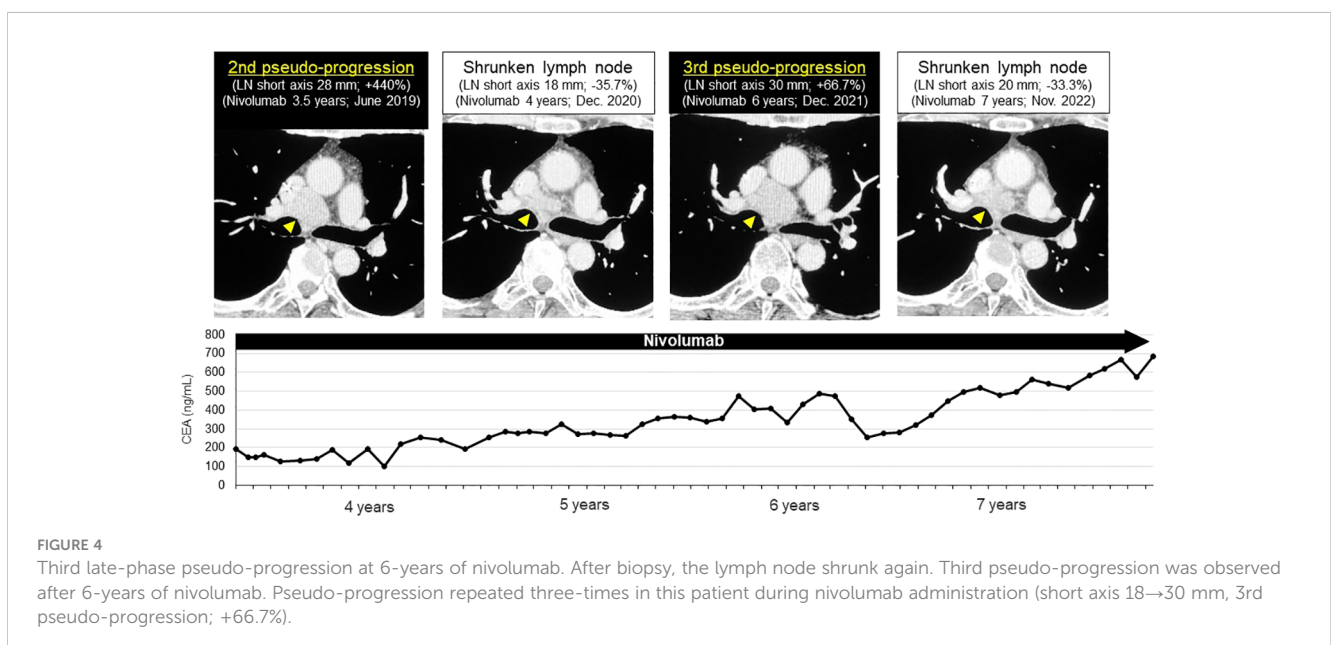 2nd pseudo-progression
(LN short axis 28 mm; +440%)
(Nivolumab 3.5 years; June 2019)
Shrunken lymph node
(LN short axis 18 mm; -35.7%)
(Nivolumab 4 years; Dec. 2020)
3rd pseudo-progression
(LN short axis 30 mm; +66.7%)
(Nivolumab 6 years; Dec. 2021)
Shrunken lymph node
(LN short axis 20 mm; -33.3%)
(Nivolumab 7 years; Nov. 2022)
Nivolumab
CEA (ng/mL)
800
700
600
500
400
300
200
100
0
4 years
5 years
6 years
7 years
FIGURE 4
Third late-phase pseudo-progression at 6-years of nivolumab. After biopsy, the lymph node shrunk again. Third pseudo-progression was observed
after 6-years of nivolumab. Pseudo-progression repeated three-times in this patient during nivolumab administration (short axis 18→30 mm, 3rd
pseudo-progression; +66.7%).